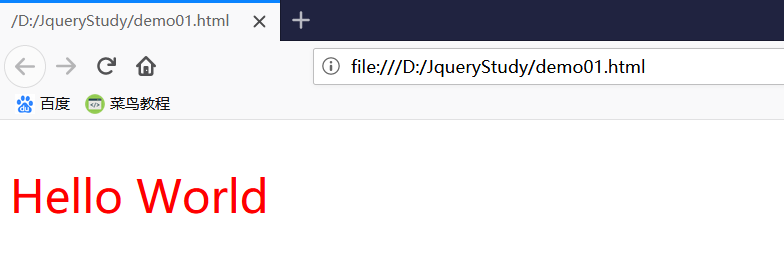 /D:/JqueryStudy/demo01.html
file:///D:/JqueryStudy/demo01.html
百度 菜鸟教程
Hello World